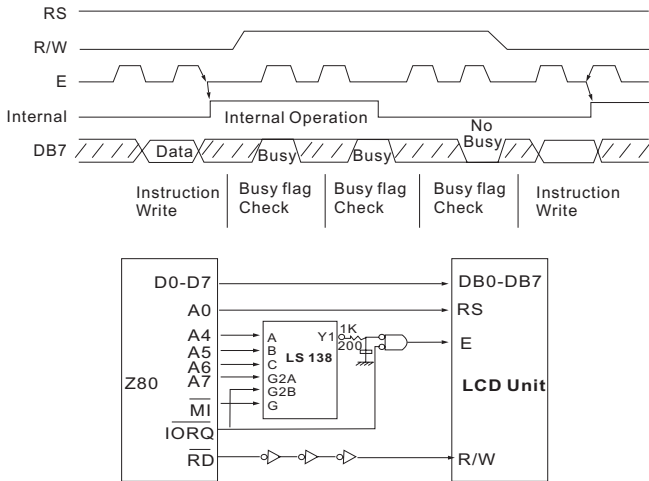 RS
R/W
E
Internal Internal Operation
DB7 Data Busy Busy No Busy
Instruction Write Busy flag Check Busy flag Check Busy flag Check Instruction Write
D0-D7 DB0-DB7
A0 RS
A4 A Y1 1K
A5 B LS 138 200 E
A6 C
A7 G2A LCD Unit
Z80 G2B
MI G
IORQ
RD R/W